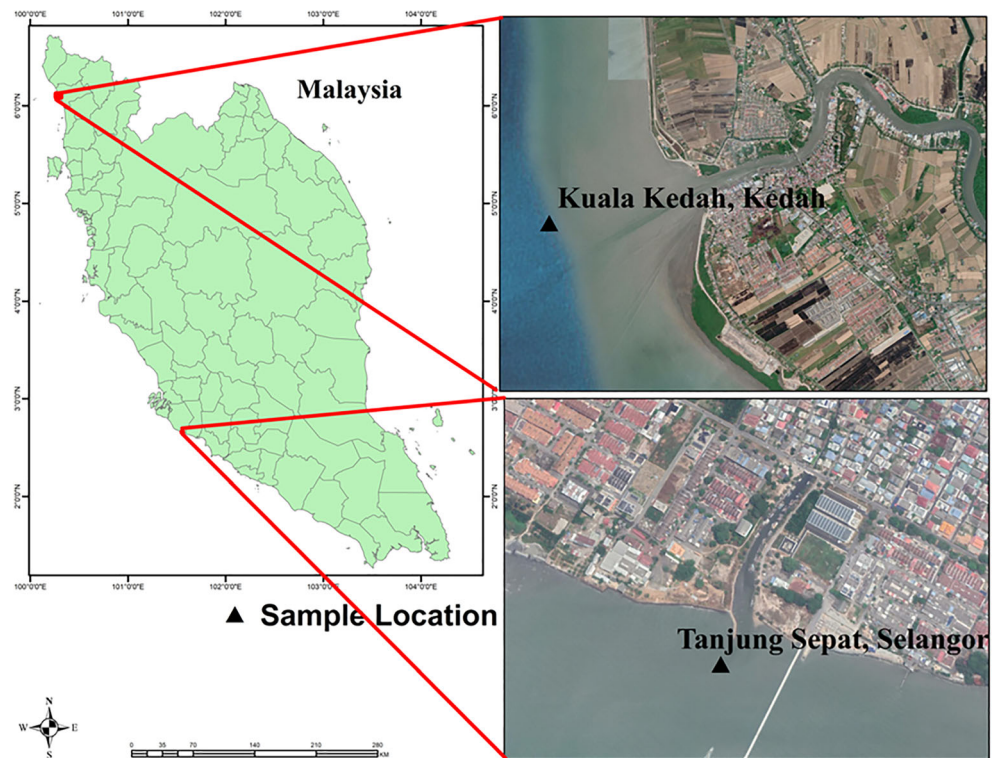 100°0'0"E 101°0'0"E 102°0'0"E 103°0'0"E 104°0'0"E
Malaysia
6°0'0"N 6°0'0"N
5°0'0"N 5°0'0"N
4°0'0"N 4°0'0"N
3°0'0"N
2°0'0"N 2°0'0"N
100°0'0"E 101°0'0"E 102°0'0"E 103°0'0"E 104°0'0"E
Kuala Kedah, Kedah
Tanjung Sepat, Selangor
Sample Location
N
W E
S
0 35 70 140 210 280
KM